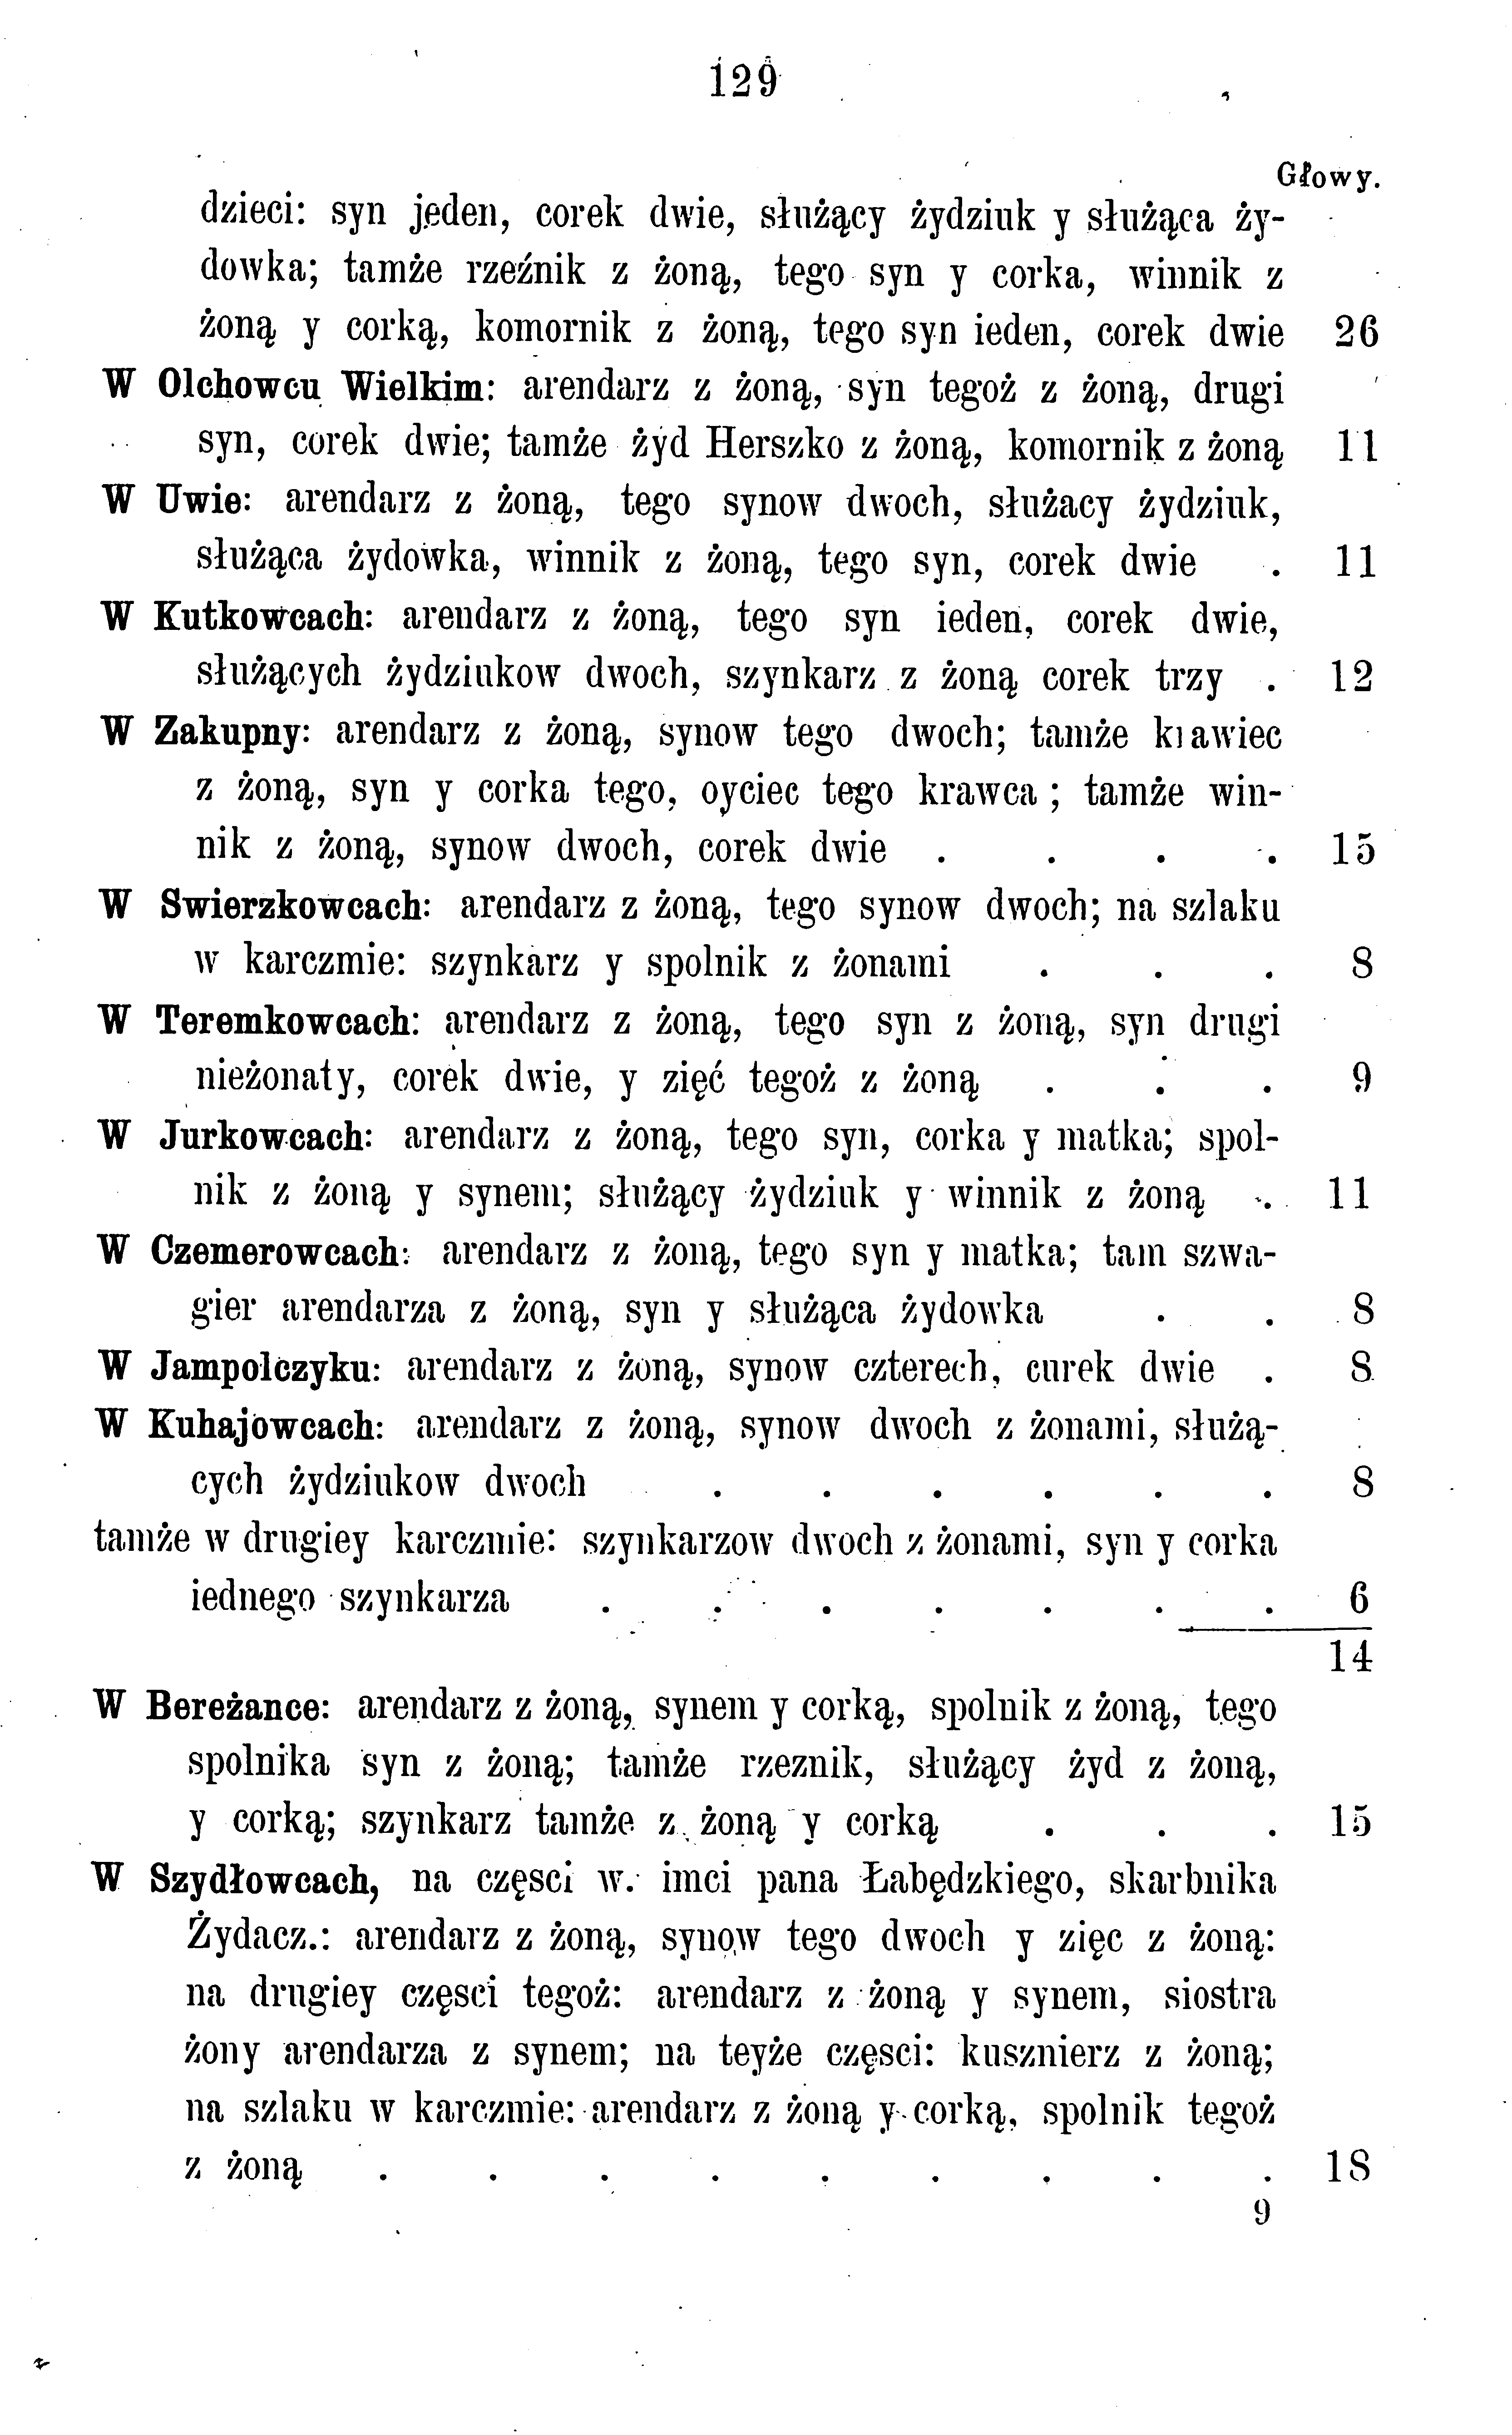 129
Głowy.
dzieci: syn jeden, corek dwie, służący żydziuk y służąca ży-
dowka; tamże rzeźnik z żoną, tego syn y corka, winnik z
żoną y corką, komornik z żoną, tego syn ieden, corek dwie 26
W Olchowcu Wielkim: arendarz z żoną, syn tegoż z żoną, drugi
syn, corek dwie; tamże żyd Herszko z żoną, komornik z żoną 11
W Uwie: arendarz z żoną, tego synow dwoch, służacy żydziuk,
służąca żydowka, winnik z żoną, tego syn, corek dwie . 11
W Kutkowcach: arendarz z żoną, tego syn ieden, corek dwie,
służących żydziukow dwoch, szynkarz z żoną corek trzy . 12
W Zakupny: arendarz z żoną, synow tego dwoch; tamże krawiec
z żoną, syn y corka tego, oyciec tego krawca ; tamże win-
nik z żoną, synow dwoch, corek dwie . . . . 15
W Swierzkowcach: arendarz z żoną, tego synow dwoch; na szlaku
w karczmie: szynkarz y spolnik z żonami . . . 8
W Teremkowcach: arendarz z żoną, tego syn z żoną, syn drugi
nieżonaty, corek dwie, y zięć tegoż z żoną . . . 9
W Jurkowcach: arendarz z żoną, tego syn, corka y matka; spol-
nik z żoną y synem; służący żydziuk y winnik z żoną . 11
W Czemerowcach: arendarz z żoną, tego syn y matka; tam szwa-
gier arendarza z żoną, syn y służąca żydowka . . 8
W Jampolczyku: arendarz z żoną, synow czterech, curek dwie . 8
W Kuhajowcach: arendarz z żoną, synow dwoch z żonami, służą-
cych żydziukow dwoch . . . . . . 8
tamże w drugiey karczmie: szynkarzow dwoch z żonami, syn y corka
iednego szynkarza . . . . . . . 6
14
W Bereżance: arendarz z żoną, synem y corką, spolnik z żoną, tego
spolnika syn z żoną; tamże rzeznik, służący żyd z żoną,
y corką; szynkarz tamże z żoną y corką . . . 15
W Szydłowcach, na częsci w. imci pana Łabędzkiego, skarbnika
Żydacz.: arendarz z żoną, synow tego dwoch y zięc z żoną:
na drugiey częsci tegoż: arendarz z żoną y synem, siostra
żony arendarza z synem; na teyże częsci: kusznierz z żoną;
na szlaku w karczmie: arendarz z żoną y corką, spolnik tegoż
z żoną . . . . . . . . . 18
9